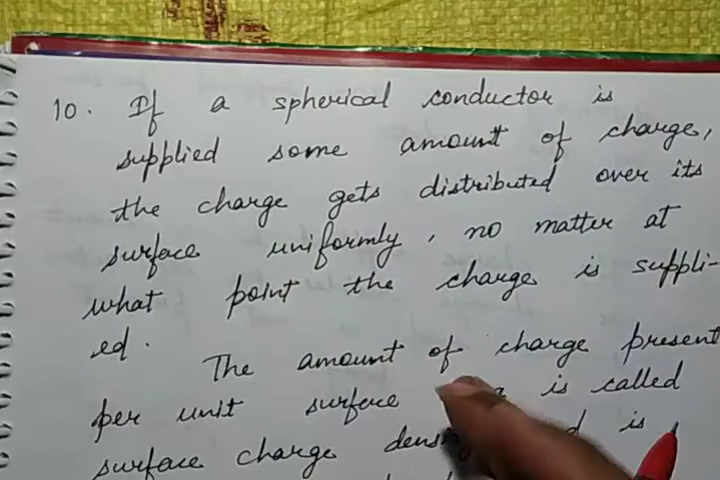 10. If a spherical conductor is
supplied some amount of charge,
the charge gets distributed over its
surface uniformly, no matter at
what point the charge is suppli-
ed.
The amount of charge present
per unit surface is called
surface charge is